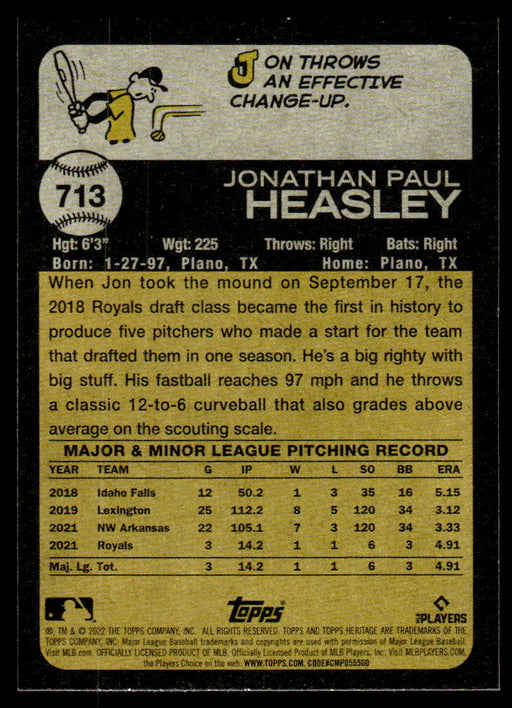 JON THROWS
AN EFFECTIVE
CHANGE-UP.
713
JONATHAN PAUL
HEASLEY
Hgt: 6'3" Wgt: 225 Throws: Right Bats: Right
Born: 1-27-97, Plano, TX Home: Plano, TX
When Jon took the mound on September 17, the
2018 Royals draft class became the first in history to
produce five pitchers who made a start for the team
that drafted them in one season. He's a big righty with
big stuff. His fastball reaches 97 mph and he throws
a classic 12-to-6 curveball that also grades above
average on the scouting scale.
MAJOR & MINOR LEAGUE PITCHING RECORD
YEAR TEAM G IP W L SO BB ERA
2018 Idaho Falls 12 50.2 1 3 35 16 5.15
2019 Lexington 25 112.2 8 5 120 34 3.12
2021 NW Arkansas 22 105.1 7 3 120 34 3.33
2021 Royals 3 14.2 1 1 6 3 4.91
Maj. Lg. Tot. 3 14.2 1 1 6 3 4.91
topps
MLB PLAYERS
® TM & © 2022 THE TOPPS COMPANY, INC. ALL RIGHTS RESERVED. TOPPS AND TOPPS HERITAGE ARE TRADEMARKS OF THE
TOPPS COMPANY, INC. Major League Baseball trademarks and copyrights are used with permission of Major League Baseball.
Visit MLB.com. OFFICIALLY LICENSED PRODUCT OF MLB. Officially Licensed Product of MLB Players, Inc. Visit MLBPLAYERS.com,
the Players Choice on the web. WWW.TOPPS.COM. CODE#CMP055500